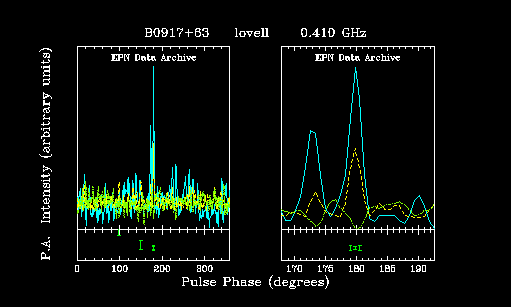 B0917+63 lovell 0.410 GHz
EPN Data Archive EPN Data Archive
P.A. Intensity (arbitrary units)
0 100 200 300 170 175 180 185 190
Pulse Phase (degrees)